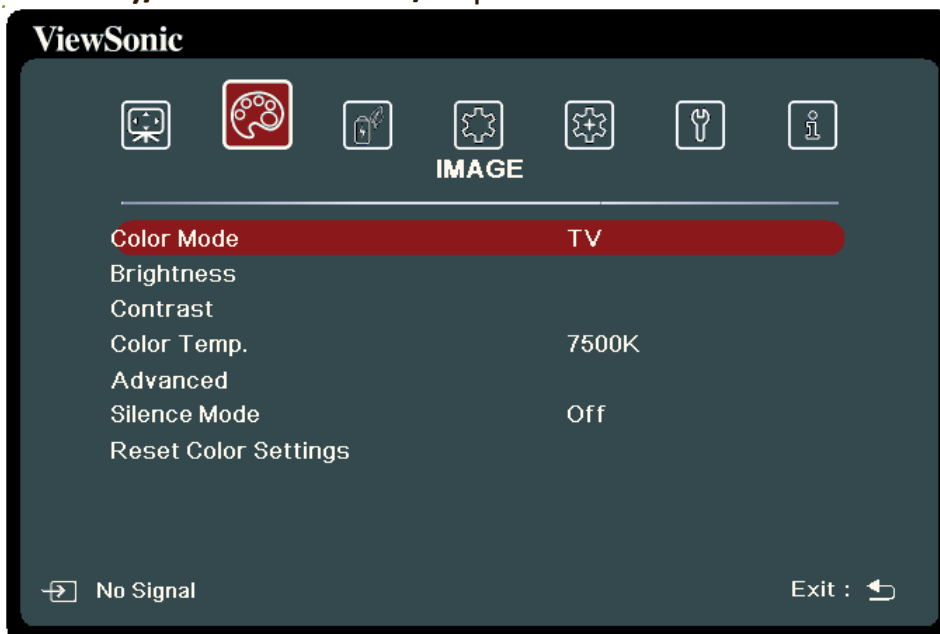 ViewSonic
IMAGE
Color Mode TV
Brightness
Contrast
Color Temp. 7500K
Advanced
Silence Mode Off
Reset Color Settings
No Signal Exit :